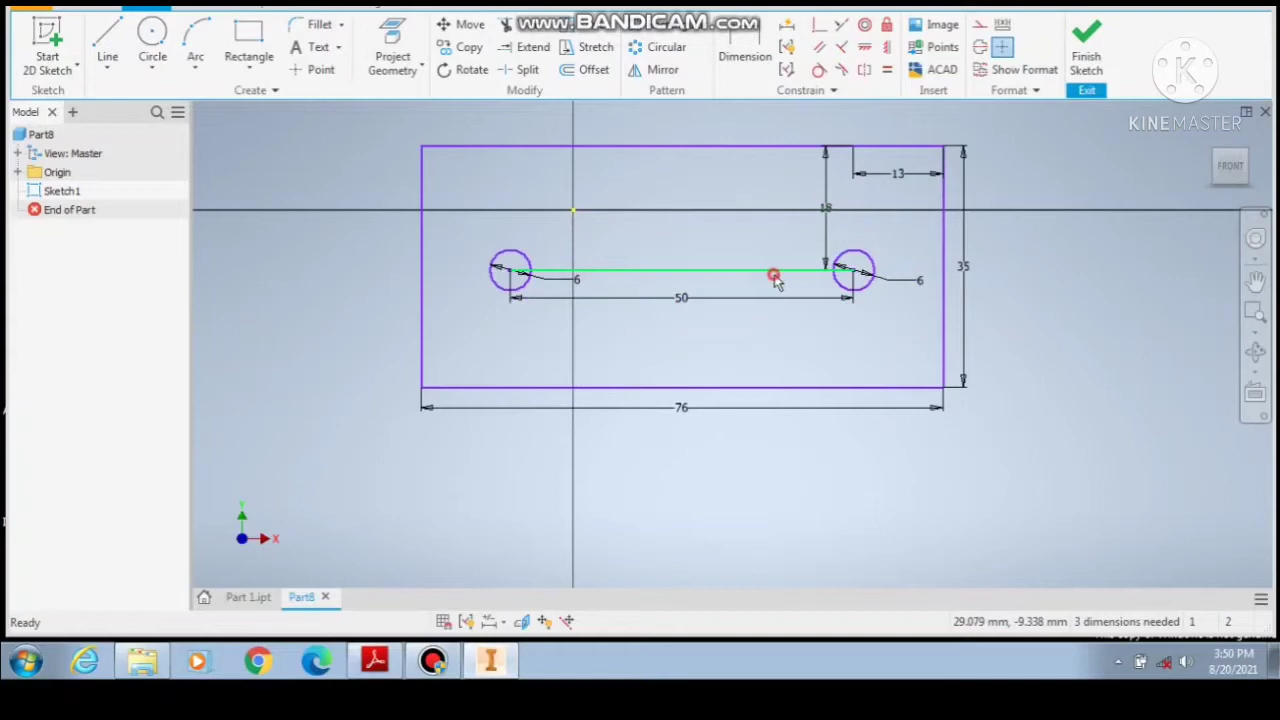 www.BANDICAM.com
Fillet
Move
Image
Start
2D Sketch
Line
Circle
Arc
Rectangle
Text
Point
Project
Geometry
Copy
Rotate
Extend
Split
Stretch
Offset
Circular
Mirror
Dimension
Points
ACAD
Show Format
Finish
Sketch
K
Sketch
Create
Modify
Pattern
Constrain
Insert
Format
Exit
KINEMASTER
Model
Part8
View: Master
Origin
Sketch1
End of Part
FRONT
13
18
35
6
6
50
76
Y
X
Part 1.ipt
Part8
Ready
29.079 mm, -9.338 mm
3 dimensions needed
1
2
3:50 PM
8/20/2021